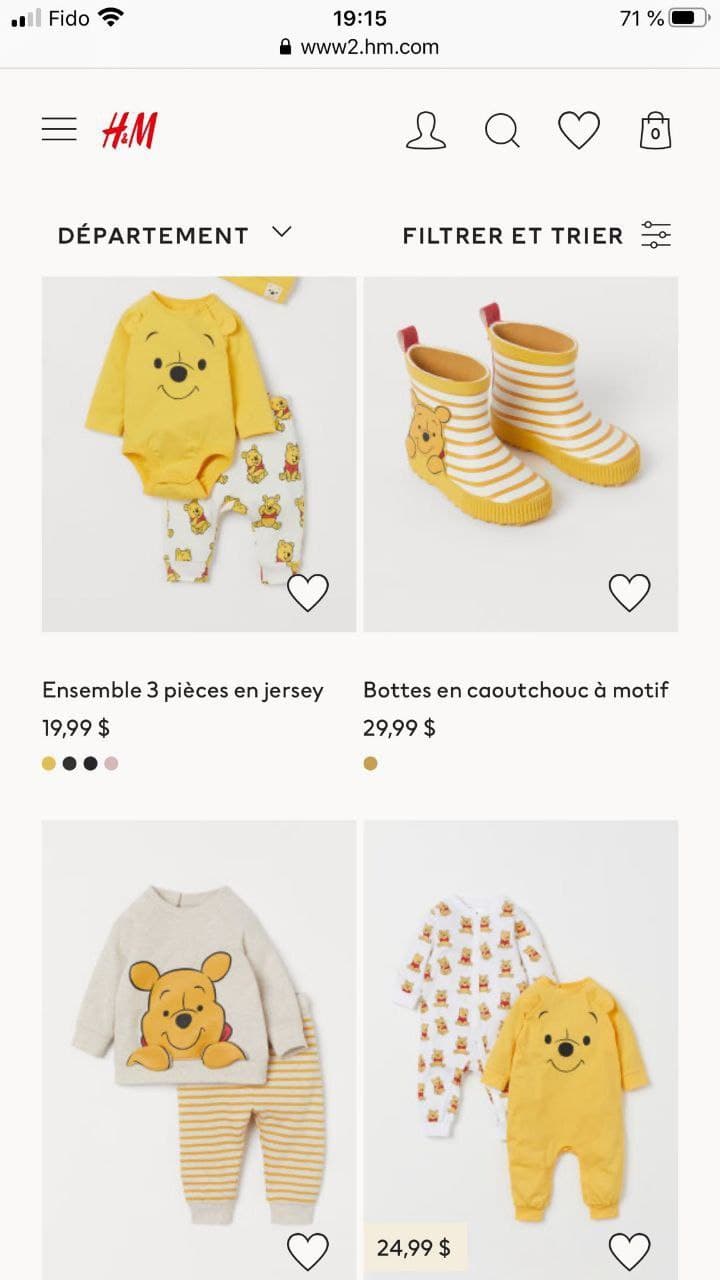 Fido 19:15 71 %
www2.hm.com
H&M 0
DÉPARTEMENT FILTRER ET TRIER
Ensemble 3 pièces en jersey Bottes en caoutchouc à motif
19,99 $ 29,99 $
24,99 $